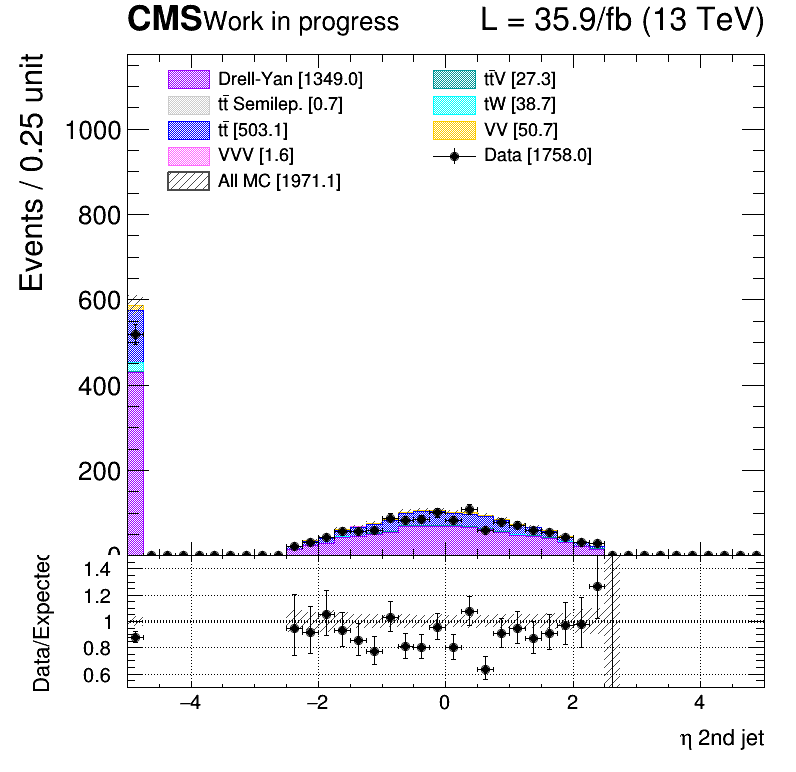 CMS Work in progress L = 35.9/fb (13 TeV)
Drell-Yan [1349.0] tt̄V [27.3]
tt̄ Semilep. [0.7] tW [38.7]
tt̄ [503.1] VV [50.7]
VVV [1.6] Data [1758.0]
All MC [1971.1]
Events / 0.25 unit
1000
800
600
400
200
0
Data/Expected
1.4
1.2
1
0.8
0.6
−4 −2 0 2 4
η 2nd jet